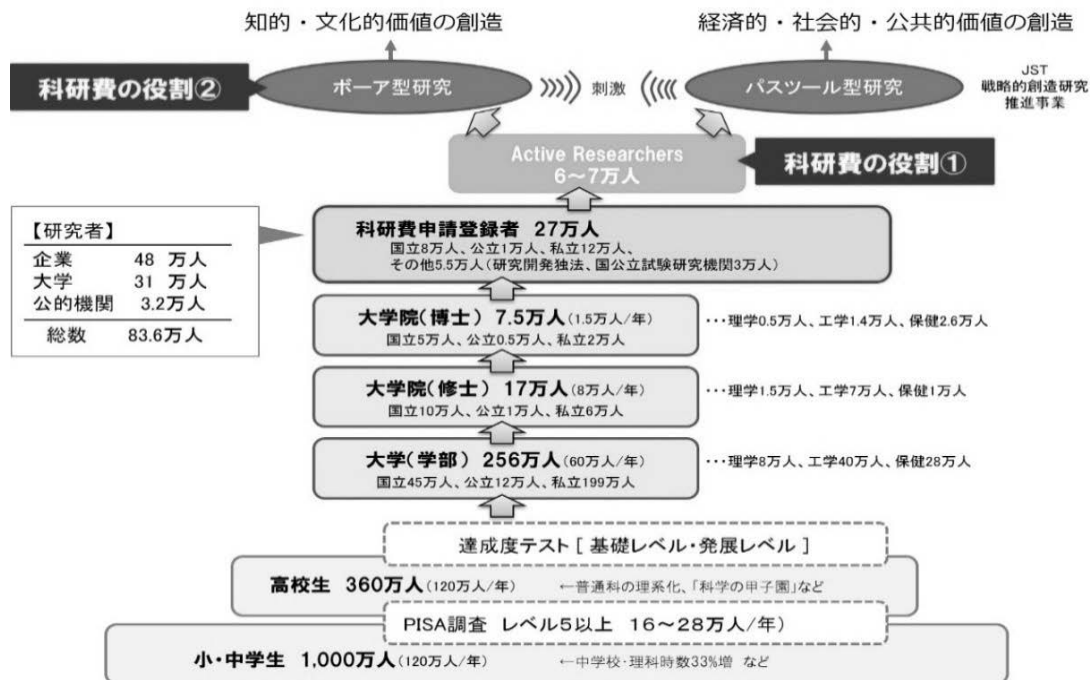 知的・文化的価値の創造
経済的・社会的・公共的価値の創造
科研費の役割②
ボーア型研究
刺激
パスツール型研究
JST
戦略的創造研究
推進事業
Active Researchers
6～7万人
科研費の役割①
【研究者】
企業 48 万人
大学 31 万人
公的機関 3.2万人
総数 83.6万人
科研費申請登録者 27万人
国立8万人、公立1万人、私立12万人、
その他5.5万人(研究開発独法、国公立試験研究機関3万人)
大学院(博士) 7.5万人(1.5万人/年)
国立5万人、公立0.5万人、私立2万人
･･･理学0.5万人、工学1.4万人、保健2.6万人
大学院(修士) 17万人(8万人/年)
国立10万人、公立1万人、私立6万人
･･･理学1.5万人、工学7万人、保健1万人
大学(学部) 256万人(60万人/年)
国立45万人、公立12万人、私立199万人
･･･理学8万人、工学40万人、保健28万人
達成度テスト [ 基礎レベル・発展レベル ]
高校生 360万人(120万人/年) ←普通科の理系化、「科学の甲子園」など
PISA調査 レベル5以上 16～28万人/年)
小・中学生 1,000万人(120万人/年) ←中学校・理科時数33%増 など